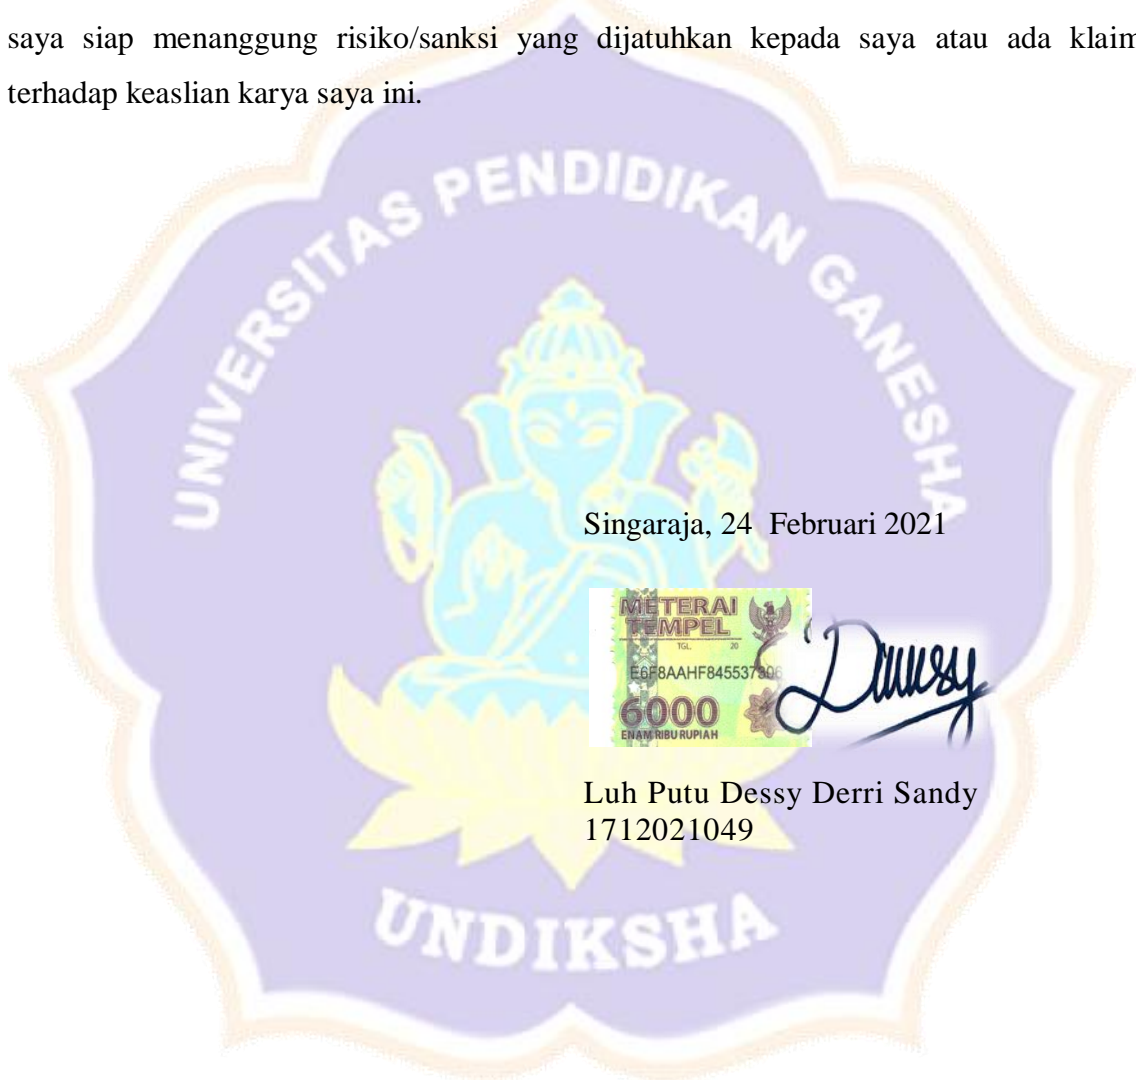 saya siap menanggung risiko/sanksi yang dijatuhkan kepada saya atau ada klaim
terhadap keaslian karya saya ini.
UNIVERSITAS PENDIDIKAN GANESHA
Singaraja, 24 Februari 2021
METERAI
TEMPEL
TGL. 20
E6F8AAHF845537306
6000
ENAM RIBU RUPIAH
Dessy
Luh Putu Dessy Derri Sandy
1712021049
UNDIKSHA